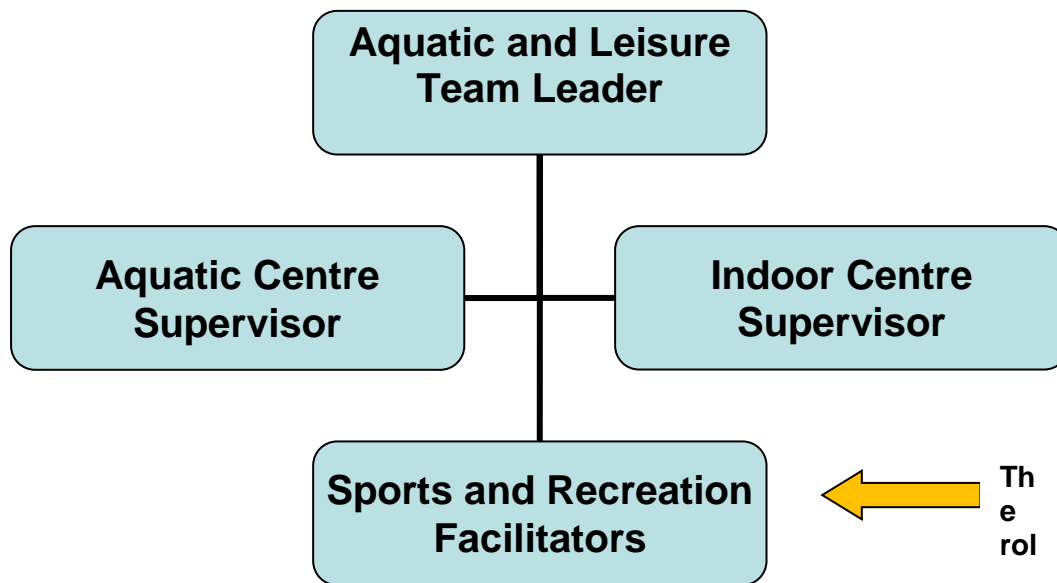 Aquatic and Leisure
Team Leader
Aquatic Centre
Supervisor
Indoor Centre
Supervisor
Sports and Recreation
Facilitators
Th
e
rol